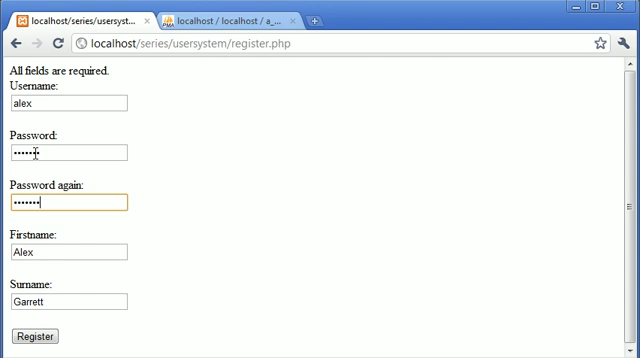 localhost/series/usersyste
localhost / localhost / a_...
localhost/series/usersystem/register.php
All fields are required.
Username:
alex
Password:
•••••••
Password again:
•••••••
Firstname:
Alex
Surname:
Garrett
Register